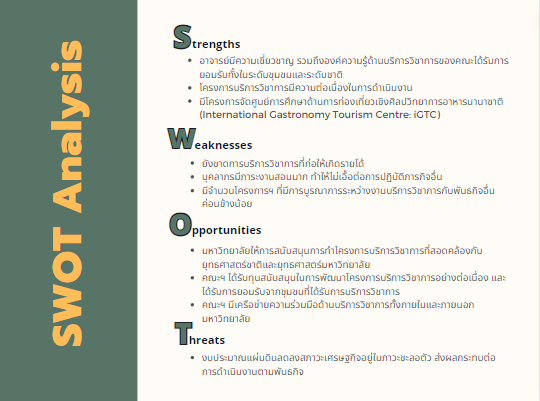 SWOT Analysis
Strengths
• อาจารย์มีความเชี่ยวชาญ รวมถึงองค์ความรู้ด้านบริการวิชาการของคณะได้รับการ
ยอมรับทั้งในระดับชุมชนและระดับชาติ
• โครงการบริการวิชาการมีความต่อเนื่องในการดำเนินงาน
• มีโครงการจัดศูนย์การศึกษาด้านการท่องเที่ยวเชิงศิลปวิทยาการอาหารนานาชาติ
(International Gastronomy Tourism Centre: iGTC)
Weaknesses
• ยังขาดการบริการวิชาการที่ก่อให้เกิดรายได้
• บุคลากรมีภาระงานสอนมาก ทำให้ไม่เอื้อต่อการปฏิบัติภารกิจอื่น
• มีจำนวนโครงการฯ ที่มีการบูรณาการระหว่างงานบริการวิชาการกับพันธกิจอื่น
ค่อนข้างน้อย
Opportunities
• มหาวิทยาลัยให้การสนับสนุนการทำโครงการบริการวิชาการที่สอดคล้องกับ
ยุทธศาสตร์ชาติและยุทธศาสตร์มหาวิทยาลัย
• คณะฯ ได้รับทุนสนับสนุนในการพัฒนาโครงการบริการวิชาการอย่างต่อเนื่อง และ
ได้รับการยอมรับจากชุมชนที่ได้รับการบริการวิชาการ
• คณะฯ มีเครือข่ายความร่วมมือด้านบริการวิชาการทั้งภายในและภายนอก
มหาวิทยาลัย
Threats
• งบประมาณแผ่นดินลดลงสภาวะเศรษฐกิจอยู่ในภาวะชะลอตัว ส่งผลกระทบต่อ
การดำเนินงานตามพันธกิจ